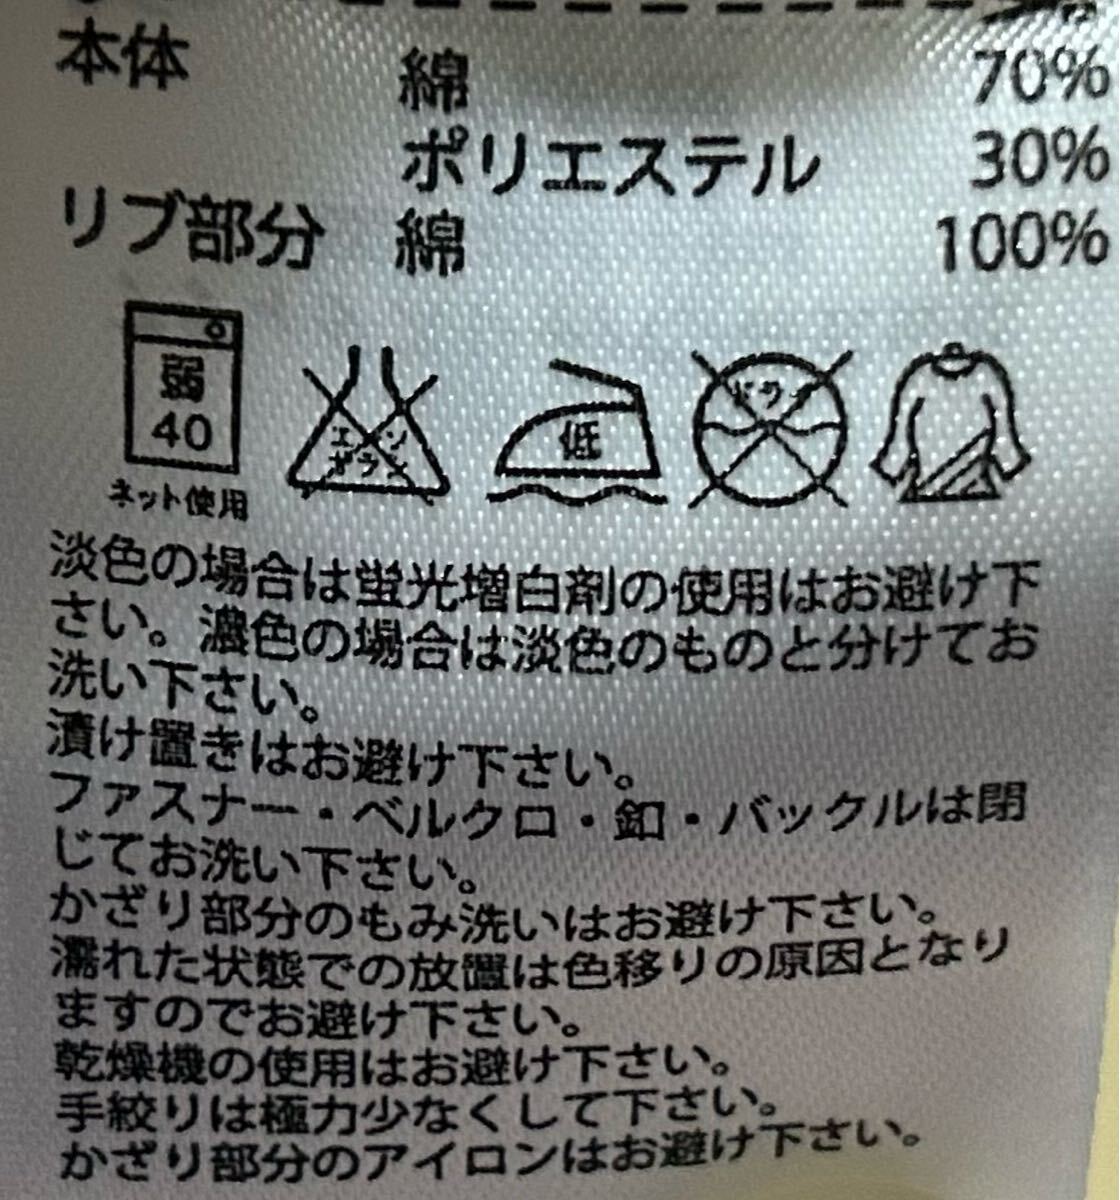 本体 綿 70%
ポリエステル 30%
リブ部分 綿 100%
弱
40
ネット使用
エンソ
サラシ
低
ドライ
淡色の場合は蛍光増白剤の使用はお避け下
さい。濃色の場合は淡色のものと分けてお
洗い下さい。
漬け置きはお避け下さい。
ファスナー・ベルクロ・釦・バックルは閉
じてお洗い下さい。
かざり部分のもみ洗いはお避け下さい。
濡れた状態での放置は色移りの原因となり
ますのでお避け下さい。
乾燥機の使用はお避け下さい。
手絞りは極力少なくして下さい。
かざり部分のアイロンはお避け下さい。